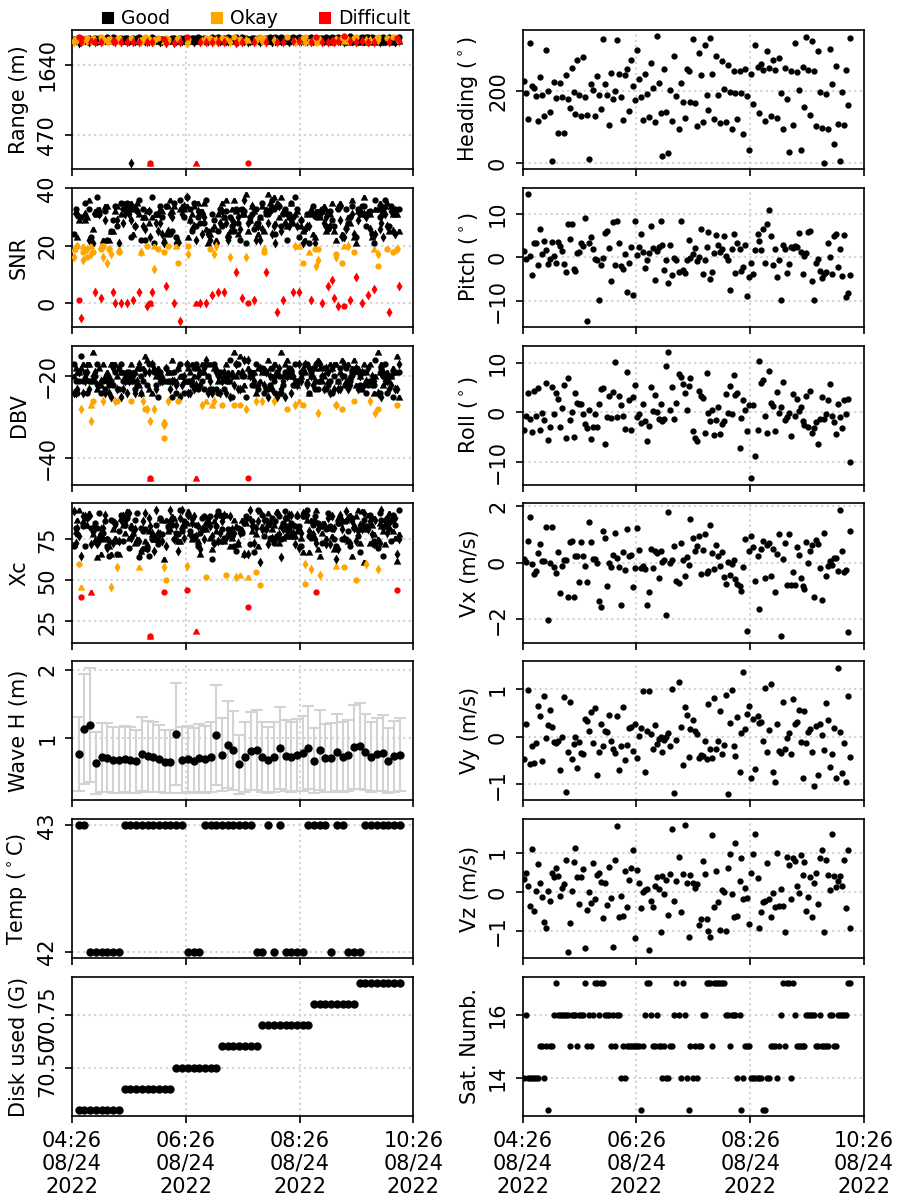 Good Okay Difficult
Range (m)
1640
470
Heading (°)
200
0
SNR
40
20
0
Pitch (°)
10
0
−10
DBV
−20
−40
Roll (°)
10
0
−10
Xc
75
50
25
Vx (m/s)
2
0
−2
Wave H (m)
2
1
Vy (m/s)
1
0
−1
Temp (°C)
43
42
Vz (m/s)
1
0
−1
Disk used (G)
70.75
70.50
Sat. Numb.
16
14
04:26 06:26 08:26 10:26
08/24 08/24 08/24 08/24
2022 2022 2022 2022
04:26 06:26 08:26 10:26
08/24 08/24 08/24 08/24
2022 2022 2022 2022